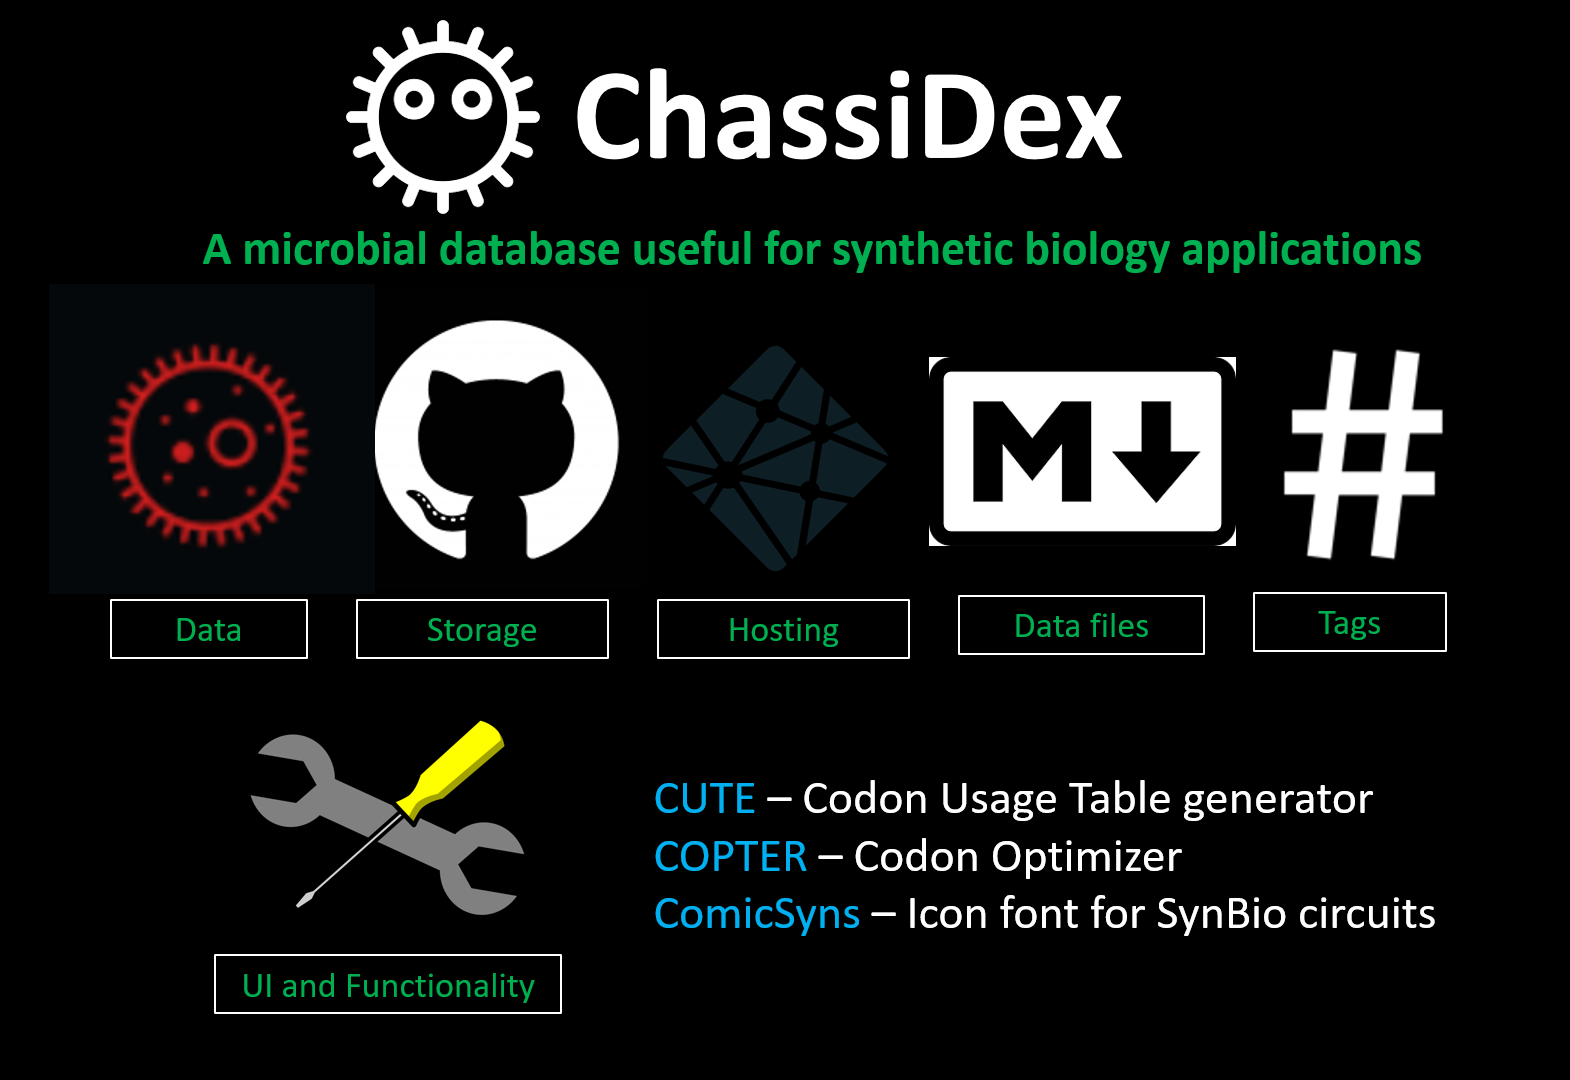 ChassiDex
A microbial database useful for synthetic biology applications
M
#
Data
Storage
Hosting
Data files
Tags
CUTE – Codon Usage Table generator
COPTER – Codon Optimizer
ComicSyns – Icon font for SynBio circuits
UI and Functionality